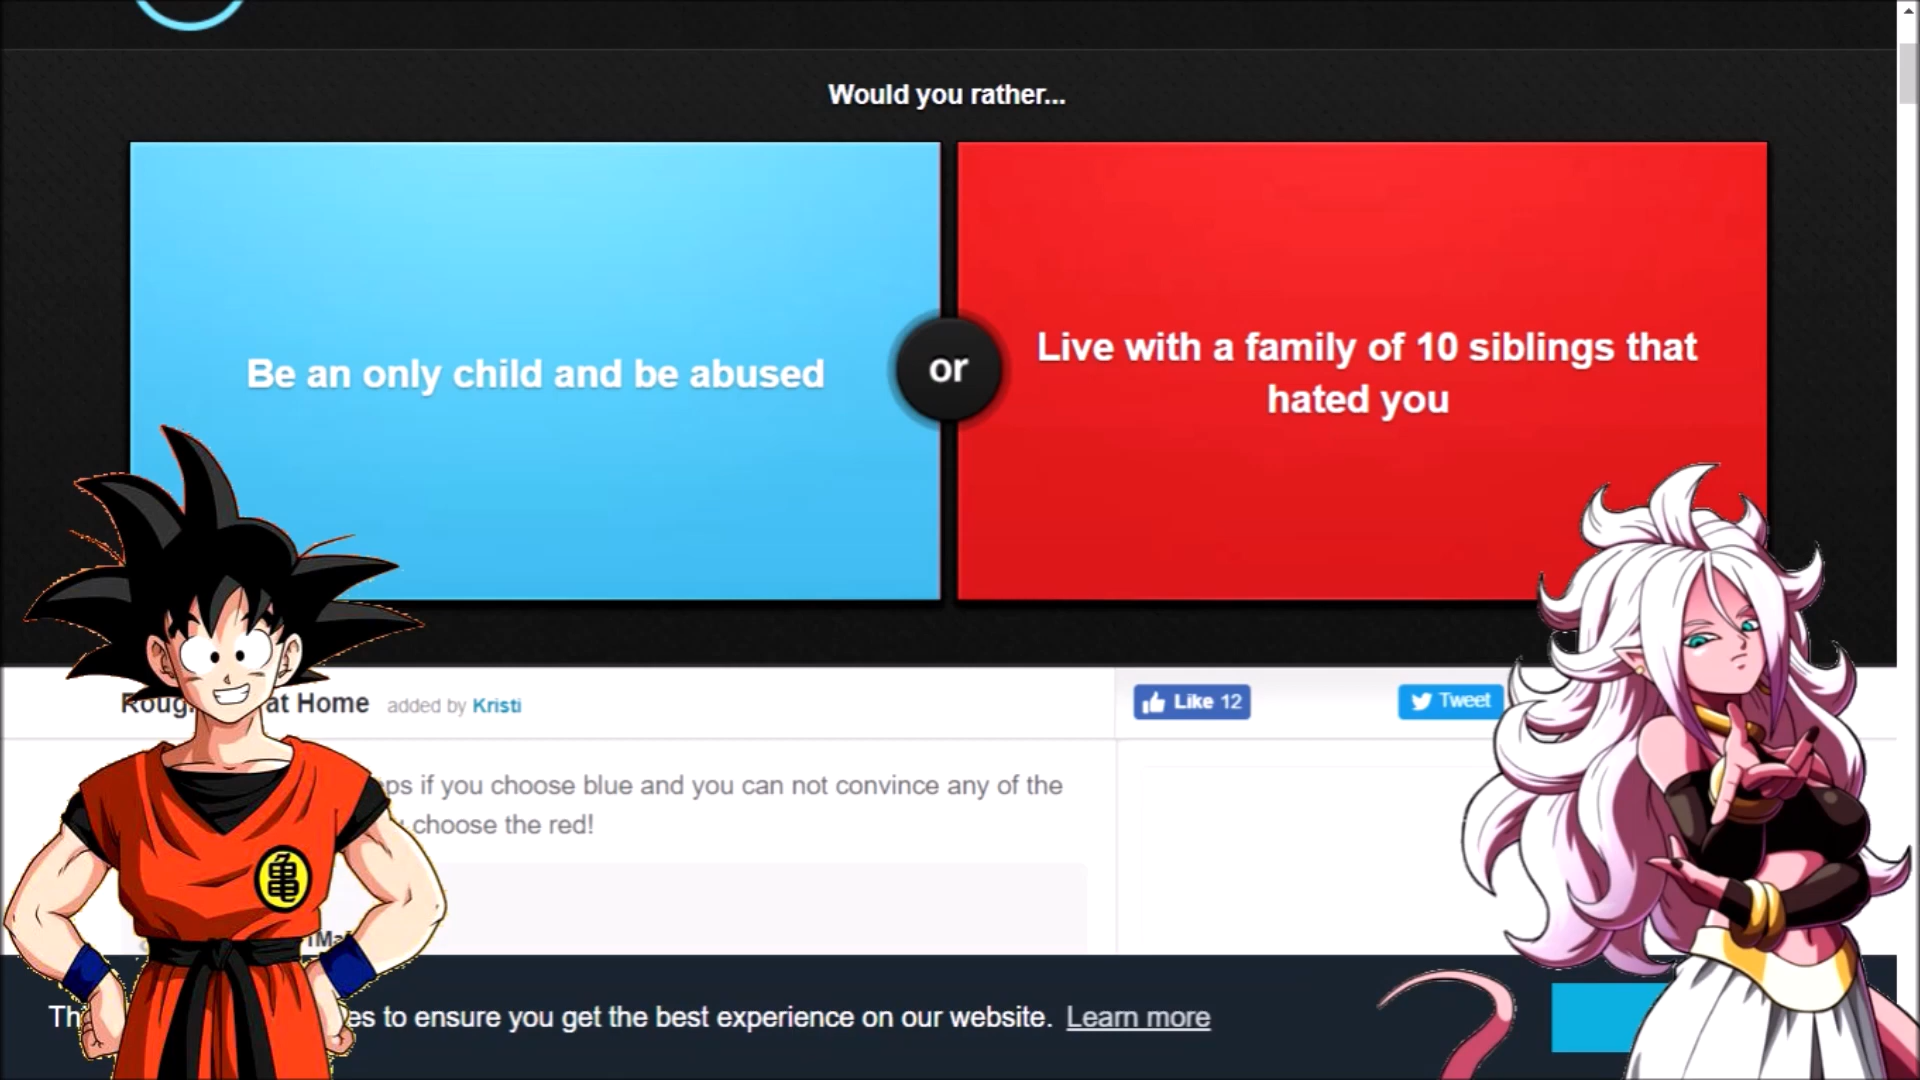 Would you rather...
Be an only child and be abused
or
Live with a family of 10 siblings that
hated you
at Home added by Kristi
Like 12
Tweet
if you choose blue and you can not convince any of the
choose the red!
亀
to ensure you get the best experience on our website. Learn more